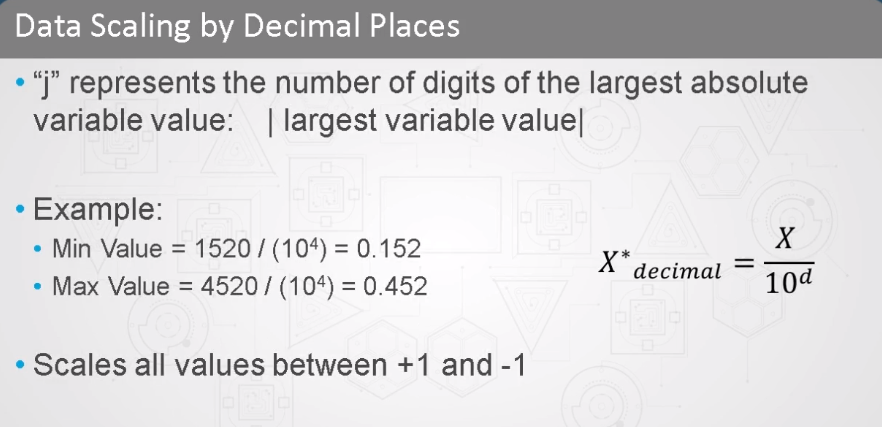 Data Scaling by Decimal Places
• “j” represents the number of digits of the largest absolute
variable value: | largest variable value|
• Example:
• Min Value = 1520 / (10⁴) = 0.152
• Max Value = 4520 / (10⁴) = 0.452
X*decimal = X / 10ᵈ
• Scales all values between +1 and -1